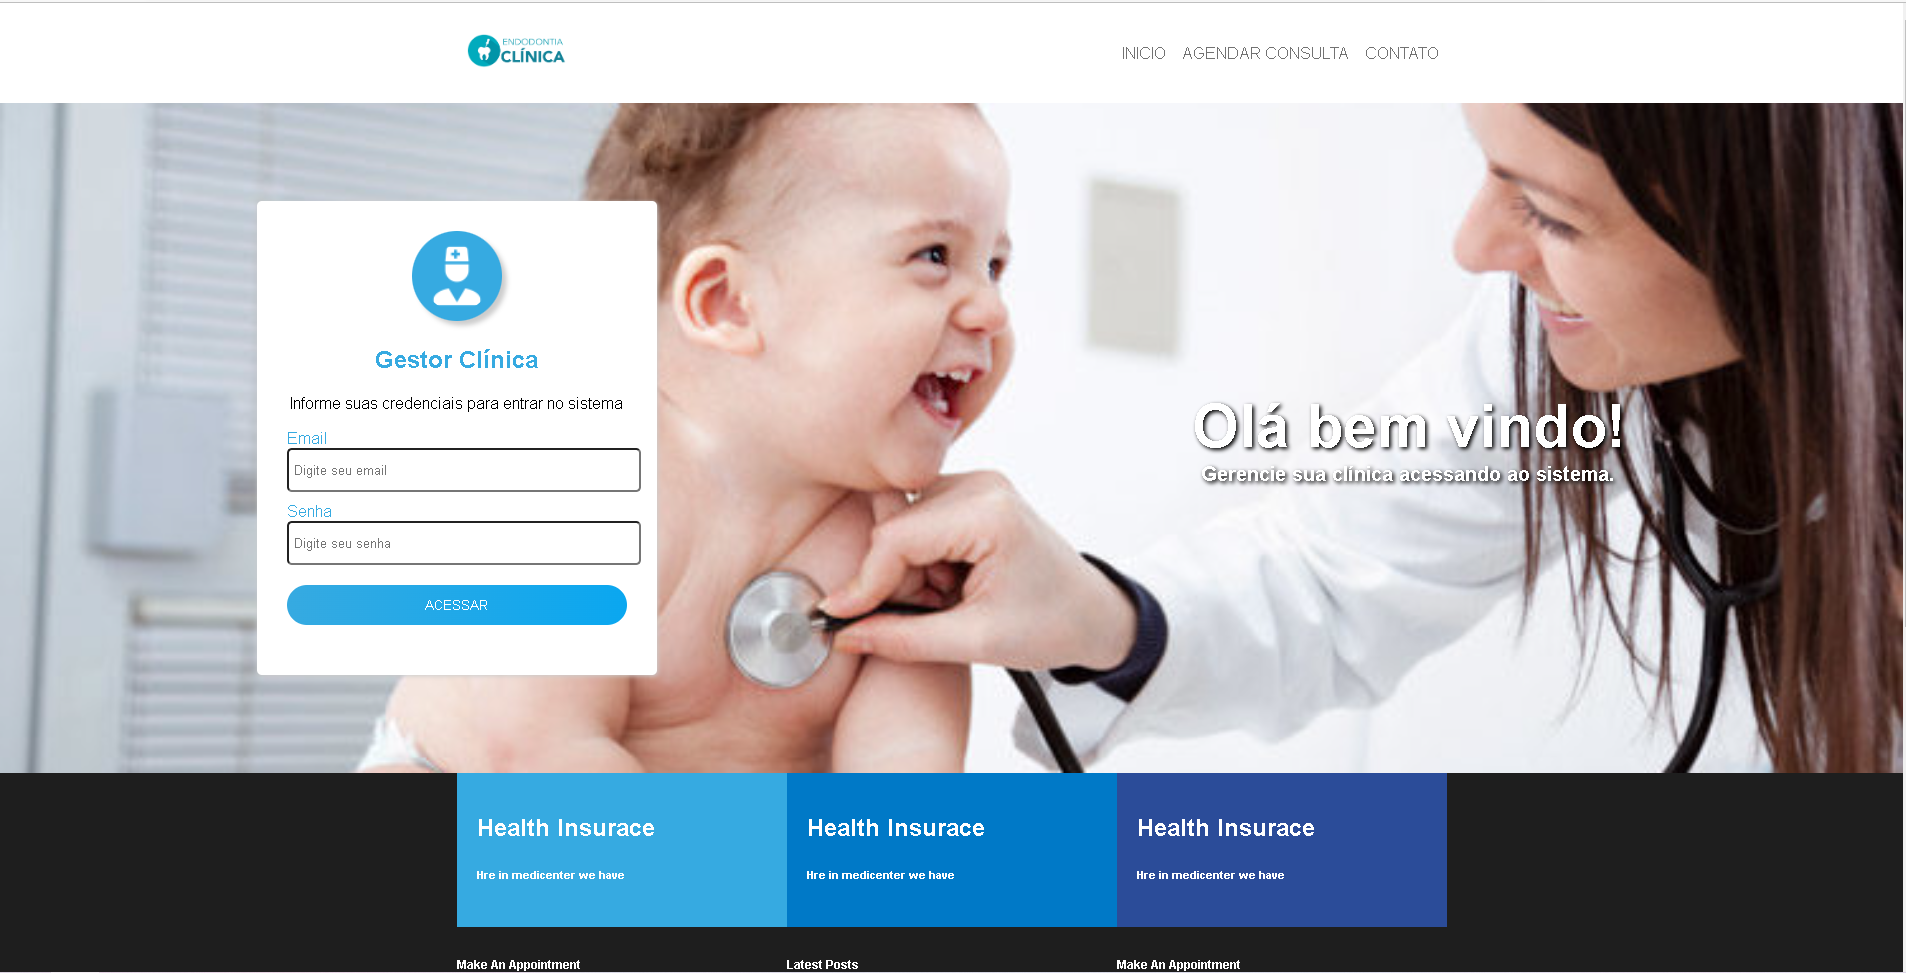 ENDODONTIA
CLÍNICA
INICIO AGENDAR CONSULTA CONTATO
Gestor Clínica
Informe suas credenciais para entrar no sistema
Email
Digite seu email
Senha
Digite seu senha
ACESSAR
Olá bem vindo!
Gerencie sua clínica acessando ao sistema.
Health Insurace
Hre in medicenter we have
Health Insurace
Hre in medicenter we have
Health Insurace
Hre in medicenter we have
Make An Appointment
Latest Posts
Make An Appointment